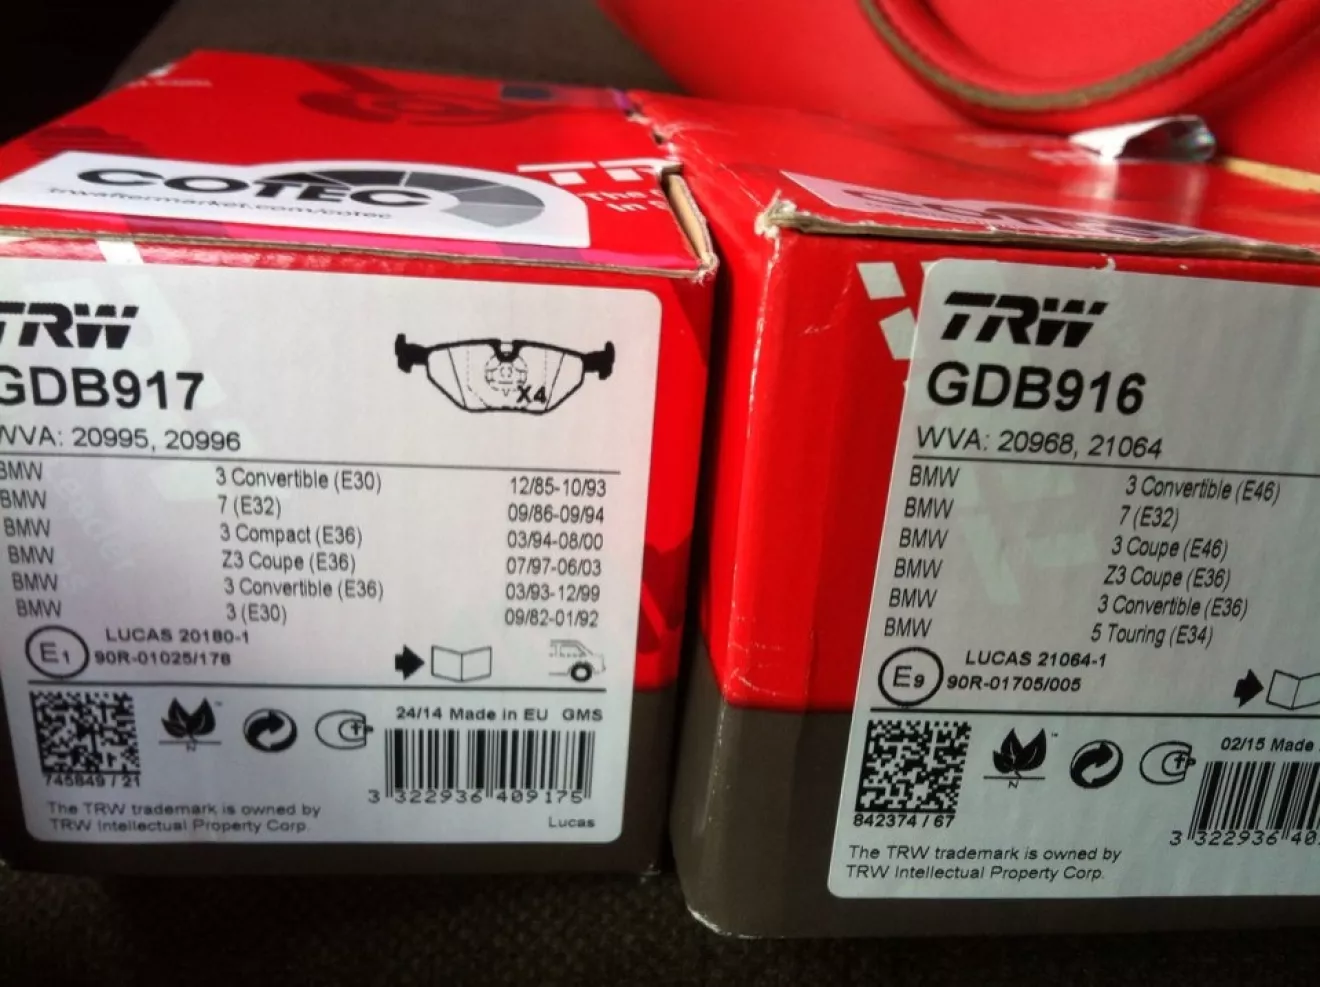 COTEC
trwaftermarket.com/cotec
TRW
GDB917
WVA: 20995, 20996
X4
BMW 3 Convertible (E30) 12/85-10/93
BMW 7 (E32) 09/86-09/94
BMW 3 Compact (E36) 03/94-08/00
BMW Z3 Coupe (E36) 07/97-06/03
BMW 3 Convertible (E36) 03/93-12/99
BMW 3 (E30) 09/82-01/92
E1
LUCAS 20180-1
90R-01025/178
24/14 Made in EU GMS
745849 / 21
3 322936 409175
The TRW trademark is owned by
TRW Intellectual Property Corp.
Lucas
TRW
GDB916
WVA: 20968, 21064
BMW 3 Convertible (E46)
BMW 7 (E32)
BMW 3 Coupe (E46)
BMW Z3 Coupe (E36)
BMW 3 Convertible (E36)
BMW 5 Touring (E34)
E9
LUCAS 21064-1
90R-01705/005
02/15 Made
842374 / 67
3 322936 40
The TRW trademark is owned by
TRW Intellectual Property Corp.